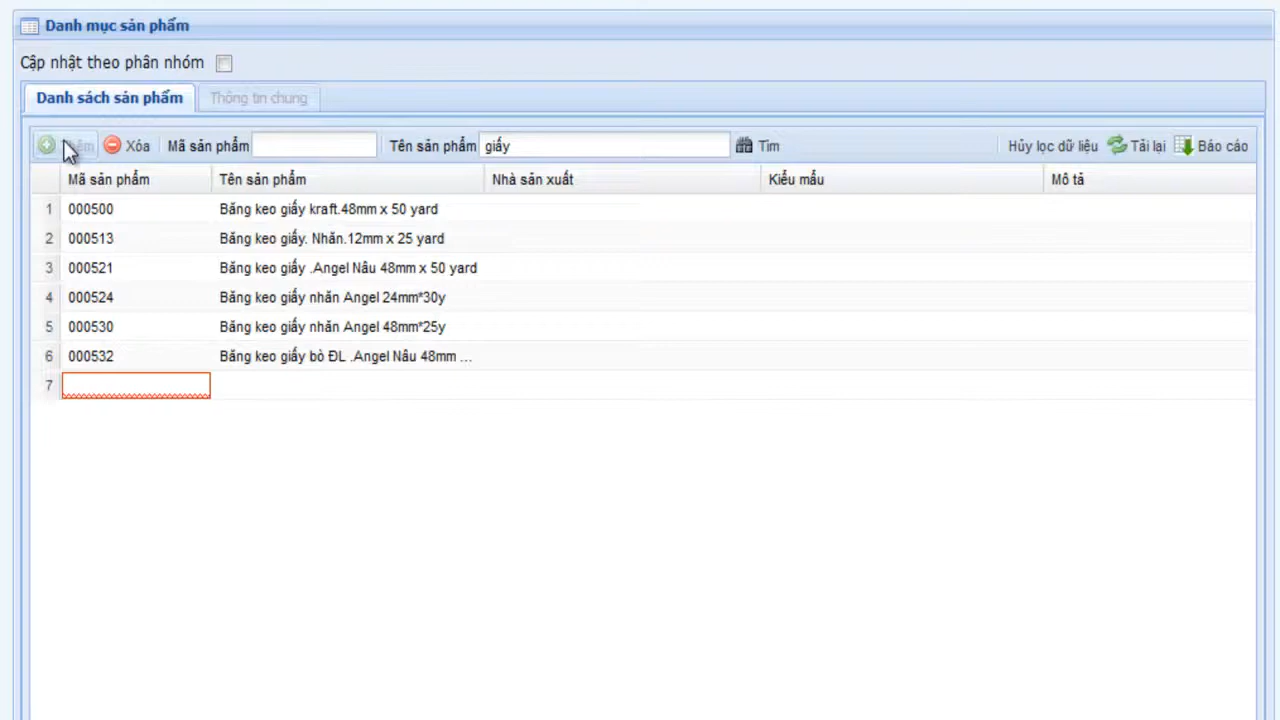 Danh mục sản phẩm
Cập nhật theo phân nhóm
Danh sách sản phẩm Thông tin chung
Xóa Mã sản phẩm Tên sản phẩm giấy Tìm Hủy lọc dữ liệu Tải lại Báo cáo
Mã sản phẩm Tên sản phẩm Nhà sản xuất Kiểu mẫu Mô tả
1 000500 Băng keo giấy kraft.48mm x 50 yard
2 000513 Băng keo giấy. Nhăn.12mm x 25 yard
3 000521 Băng keo giấy .Angel Nâu 48mm x 50 yard
4 000524 Băng keo giấy nhăn Angel 24mm*30y
5 000530 Băng keo giấy nhăn Angel 48mm*25y
6 000532 Băng keo giấy bò ĐL .Angel Nâu 48mm ...
7